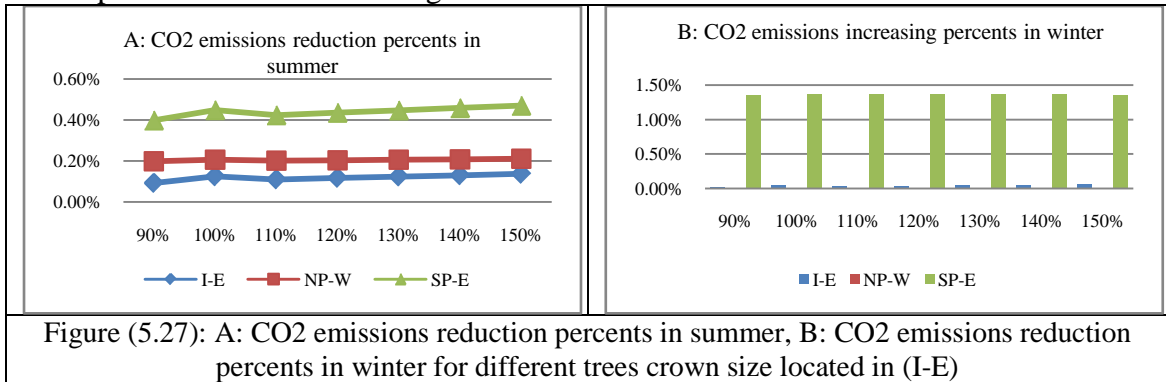 A: CO2 emissions reduction percents in
summer
0.60%
0.40%
0.20%
0.00%
90% 100% 110% 120% 130% 140% 150%
I-E NP-W SP-E
B: CO2 emissions increasing percents in winter
1.50%
1.00%
0.50%
0.00%
90% 100% 110% 120% 130% 140% 150%
I-E NP-W SP-E
Figure (5.27): A: CO2 emissions reduction percents in summer, B: CO2 emissions reduction
percents in winter for different trees crown size located in (I-E)